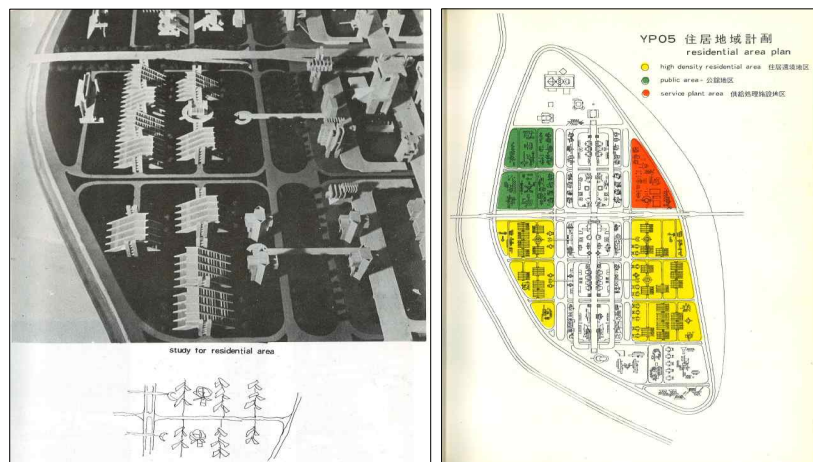 study for residential area
YP05 住居地域計劃
residential area plan
high density residential area 住居環境地区
public area - 公館地区
service plant area 供給処理施設地区